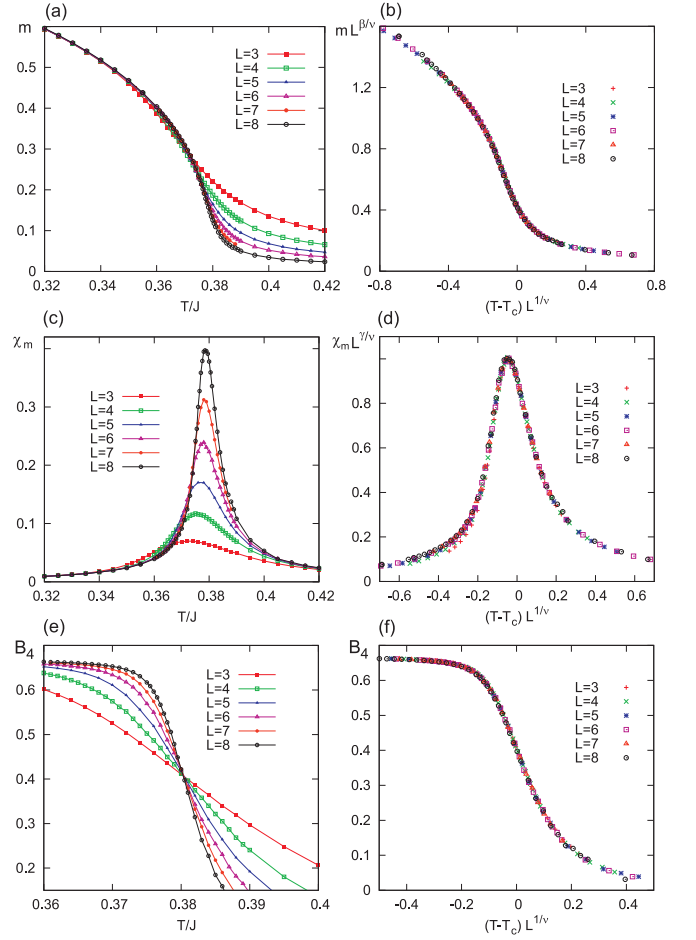 m (a)
0.5
0.4
0.3
0.2
0.1
0
L=3
L=4
L=5
L=6
L=7
L=8
0.32 0.34 0.36 0.38 0.4 0.42
T/J
m L^{β/ν} (b)
1.6
1.2
0.8
0.4
0
L=3
L=4
L=5
L=6
L=7
L=8
-0.8 -0.4 0 0.4 0.8
(T-T_c) L^{1/ν}
χ_m (c)
0.4
0.3
0.2
0.1
0
L=3
L=4
L=5
L=6
L=7
L=8
0.32 0.34 0.36 0.38 0.4 0.42
T/J
χ_m L^{γ/ν} (d)
1
0.8
0.6
0.4
0.2
0
L=3
L=4
L=5
L=6
L=7
L=8
-0.6 -0.4 -0.2 0 0.2 0.4 0.6
(T-T_c) L^{1/ν}
B_4 (e)
0.6
0.5
0.4
0.3
0.2
L=3
L=4
L=5
L=6
L=7
L=8
0.36 0.37 0.38 0.39 0.4
T/J
B_4 (f)
0.7
0.6
0.5
0.4
0.3
0.2
0.1
0
L=3
L=4
L=5
L=6
L=7
L=8
-0.4 -0.2 0 0.2 0.4
(T-T_c) L^{1/ν}